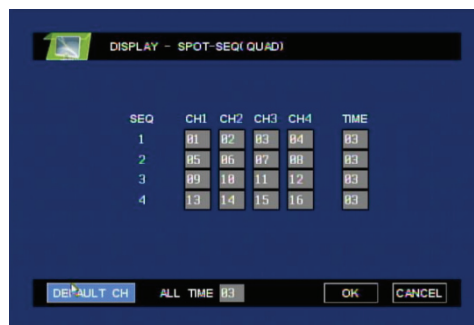 DISPLAY - SPOT-SEQ(QUAD)
SEQ CH1 CH2 CH3 CH4 TIME
1 01 02 03 04 03
2 05 06 07 08 03
3 09 10 11 12 03
4 13 14 15 16 03
DEFAULT CH ALL TIME 03 OK CANCEL